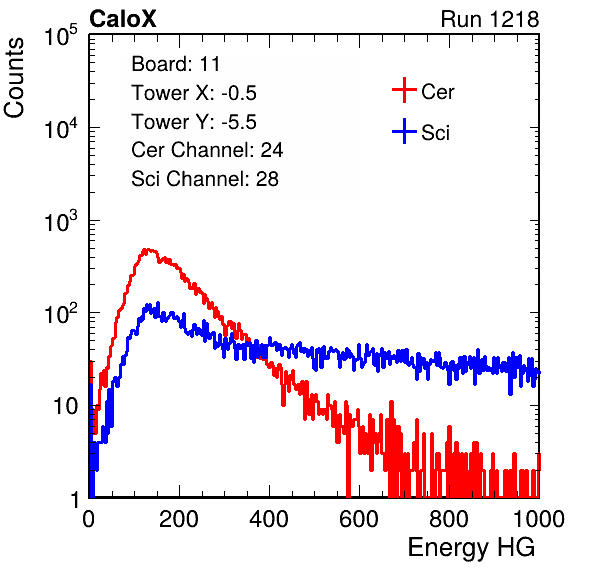 CaloX Run 1218
Counts
Board: 11
Tower X: -0.5
Tower Y: -5.5
Cer Channel: 24
Sci Channel: 28
Cer
Sci
10^5
10^4
10^3
10^2
10
1
0 200 400 600 800 1000
Energy HG